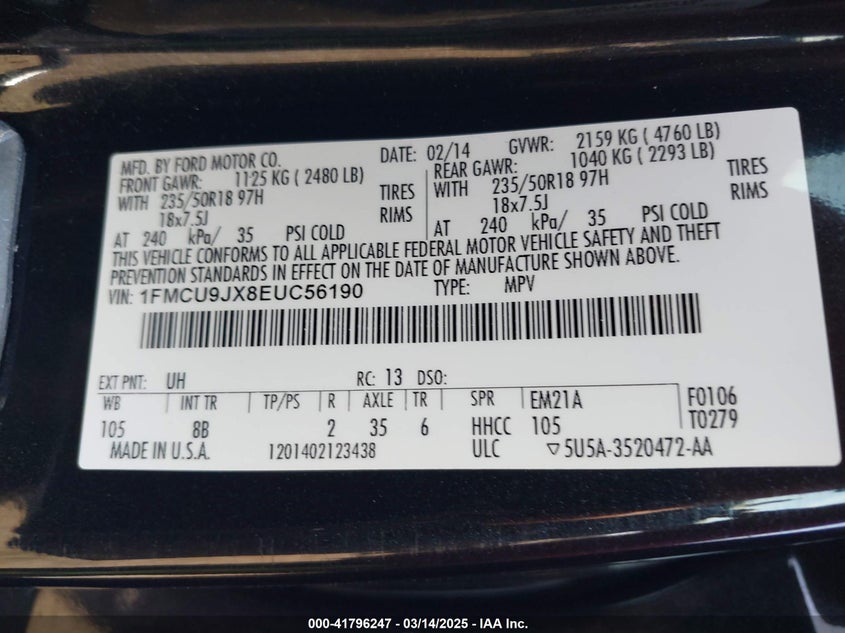 MFD. BY FORD MOTOR CO. DATE: 02/14 GVWR: 2159 KG ( 4760 LB)
FRONT GAWR: 1125 KG ( 2480 LB) REAR GAWR: 1040 KG ( 2293 LB)
WITH 235/50R18 97H TIRES WITH 235/50R18 97H TIRES
18x7.5J RIMS 18x7.5J RIMS
AT 240 kPa/ 35 PSI COLD AT 240 kPa/ 35 PSI COLD
THIS VEHICLE CONFORMS TO ALL APPLICABLE FEDERAL MOTOR VEHICLE SAFETY AND THEFT
PREVENTION STANDARDS IN EFFECT ON THE DATE OF MANUFACTURE SHOWN ABOVE.
VIN: 1FMCU9JX8EUC56190 TYPE: MPV
EXT PNT: UH RC: 13 DSO:
WB INT TR TP/PS R AXLE TR SPR EM21A F0106
105 8B 2 35 6 HHCC 105 T0279
MADE IN U.S.A. 1201402123438 ULC ▽5U5A-3520472-AA
000-41796247 - 03/14/2025 - IAA Inc.